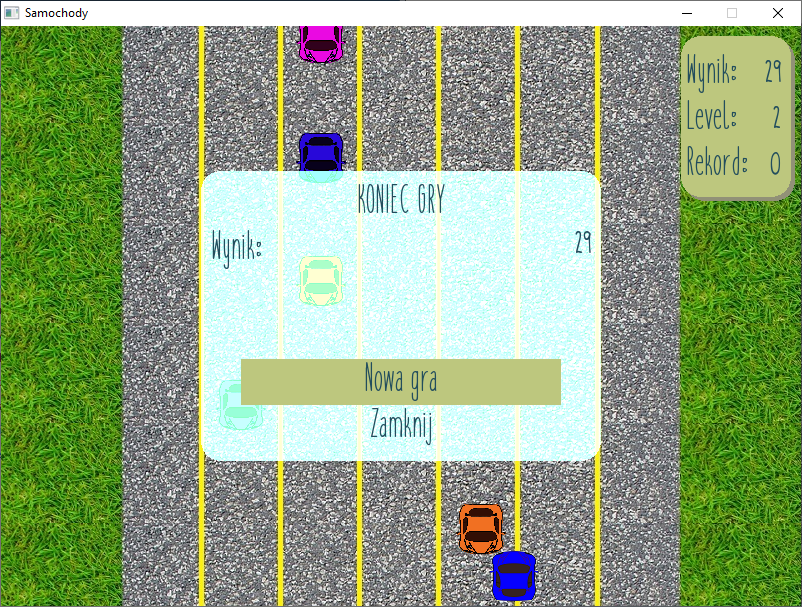 Samochody
Wynik: 29
Level: 2
Rekord: 0
KONIEC GRY
Wynik: 29
Nowa gra
Zamknij